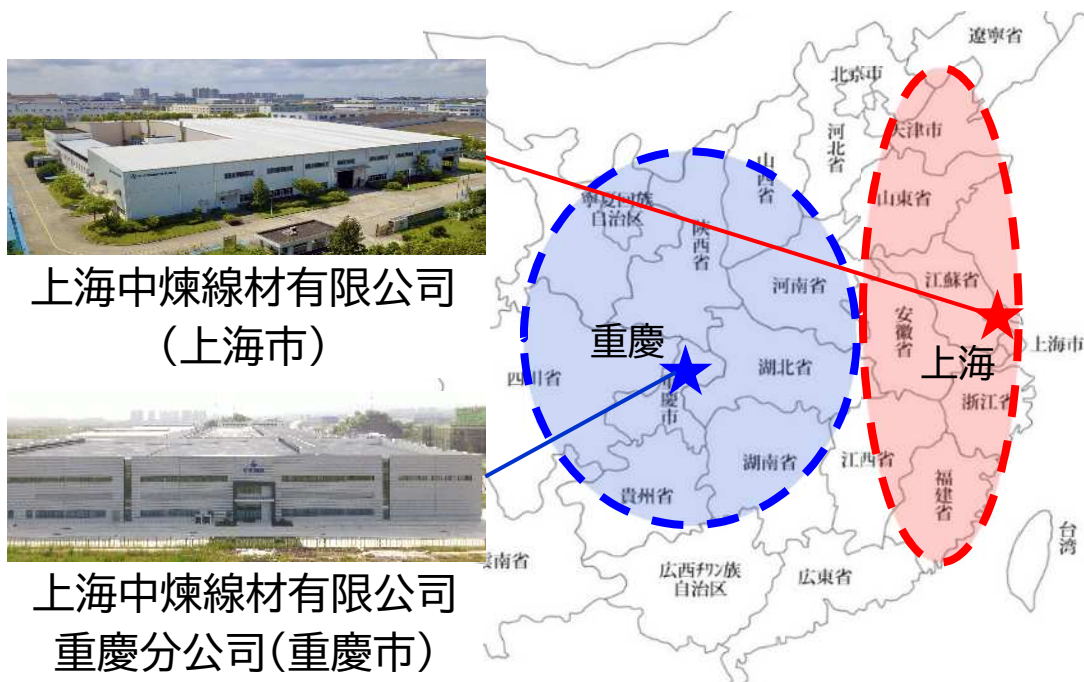 上海中煉線材有限公司
(上海市)
上海中煉線材有限公司
重慶分公司(重慶市)
遼寧省
北京市
天津市
河北省
山西省
山東省
寧夏回族
自治区
陝西省
河南省
江蘇省
安徽省
上海市
上海
重慶
四川省
重慶市
湖北省
浙江省
湖南省
江西省
貴州省
福建省
雲南省
広西チワン族
自治区
広東省
台湾